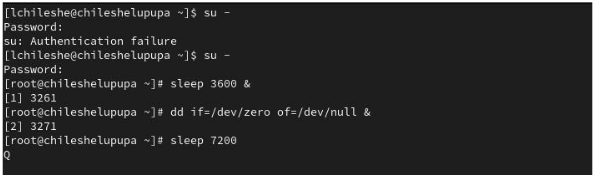 [lchileshe@chileshelupupa ~]$ su -
Password:
su: Authentication failure
[lchileshe@chileshelupupa ~]$ su -
Password:
[root@chileshelupupa ~]# sleep 3600 &
[1] 3261
[root@chileshelupupa ~]# dd if=/dev/zero of=/dev/null &
[2] 3271
[root@chileshelupupa ~]# sleep 7200
Q